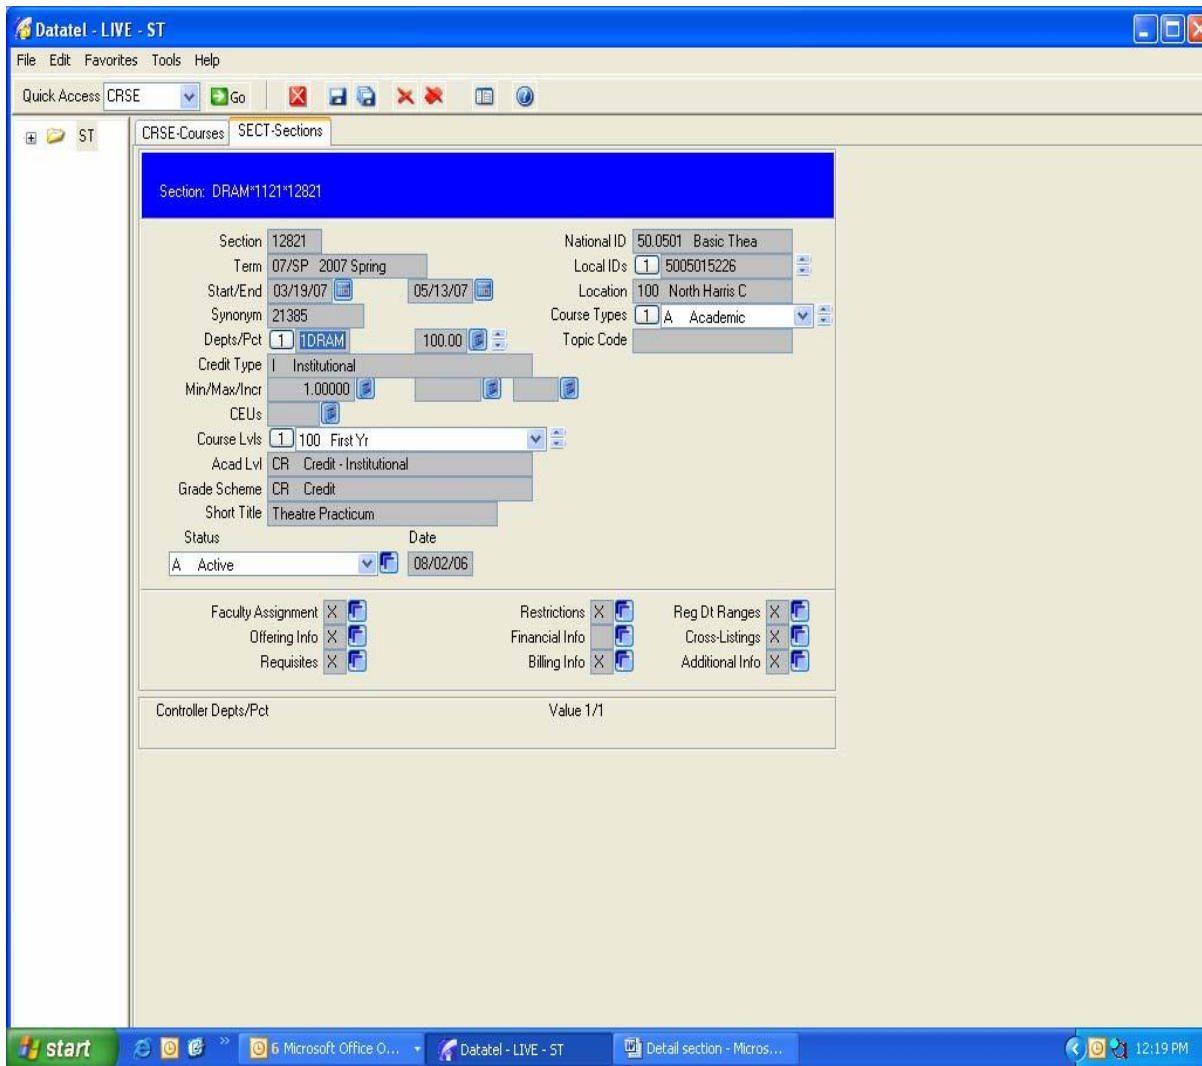 Datatel - LIVE - ST
File Edit Favorites Tools Help
Quick Access CRSE Go
ST
CRSE-Courses SECT-Sections
Section: DRAM*1121*12821
Section 12821 National ID 50.0501 Basic Thea
Term 07/SP 2007 Spring Local IDs 1 5005015226
Start/End 03/19/07 05/13/07 Location 100 North Harris C
Synonym 21385 Course Types 1 A Academic
Depts/Pct 1 1DRAM 100.00 Topic Code
Credit Type I Institutional
Min/Max/Incr 1.00000
CEUs
Course Lvls 1 100 First Yr
Acad Lvl CR Credit - Institutional
Grade Scheme CR Credit
Short Title Theatre Practicum
Status Date
A Active 08/02/06
Faculty Assignment X Restrictions X Reg Dt Ranges X
Offering Info X Financial Info Cross-Listings X
Requisites X Billing Info X Additional Info X
Controller Depts/Pct Value 1/1
start 6 Microsoft Office O... Datatel - LIVE - ST Detail section - Micros... 12:19 PM